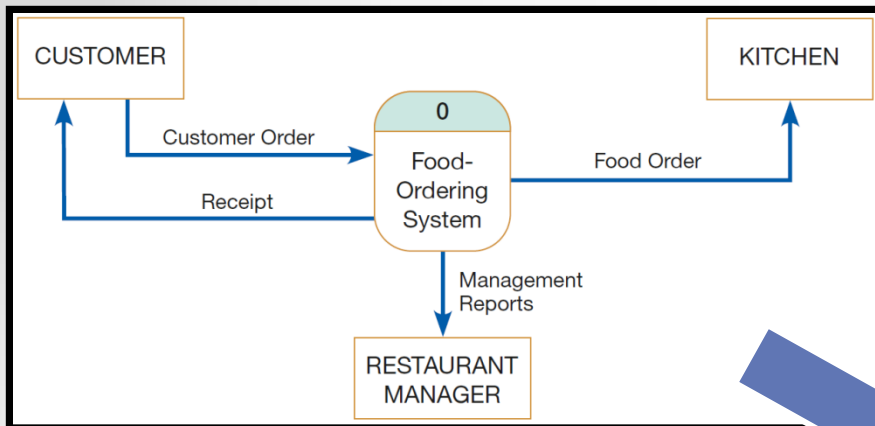 CUSTOMER
KITCHEN
0
Customer Order
Food-
Ordering
System
Food Order
Receipt
Management
Reports
RESTAURANT
MANAGER